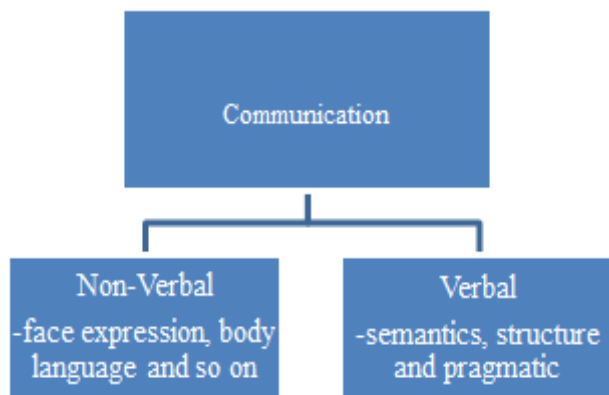 Communication
Non-Verbal
-face expression, body
language and so on
Verbal
-semantics, structure
and pragmatic